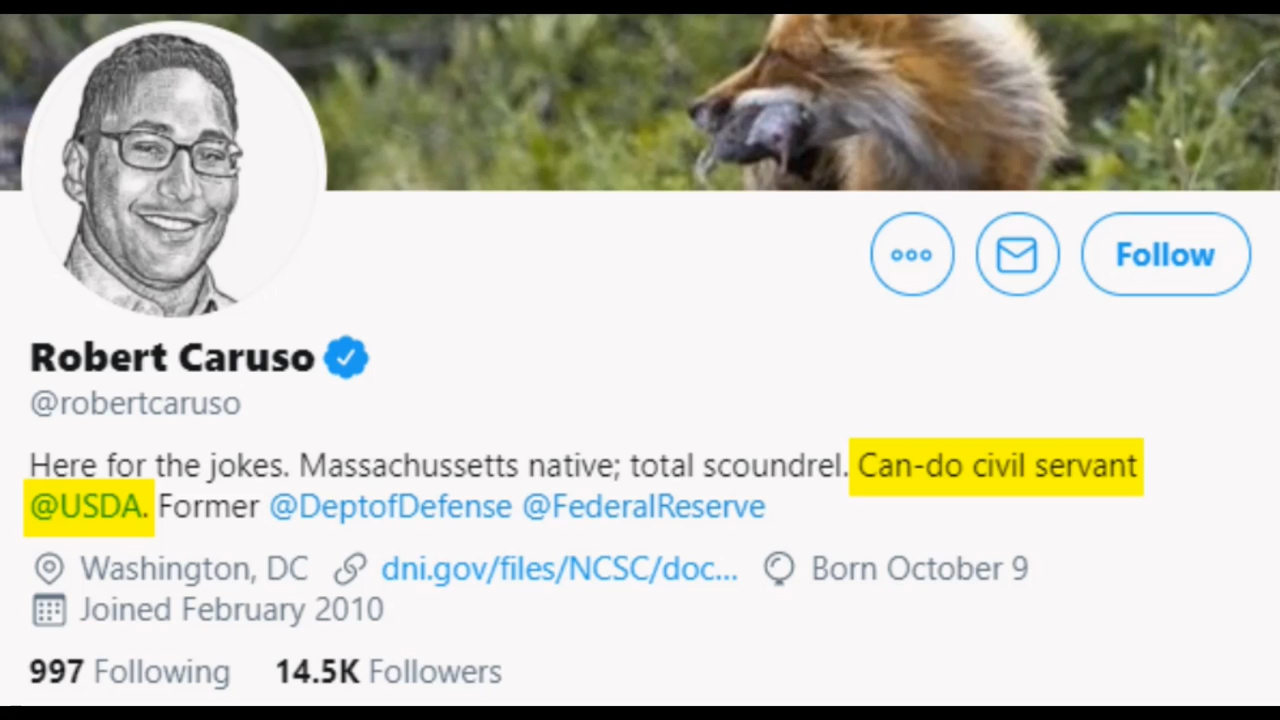 Follow
Robert Caruso
@robertcaruso
Here for the jokes. Massachussetts native; total scoundrel. Can-do civil servant
@USDA. Former @DeptofDefense @FederalReserve
Washington, DC dni.gov/files/NCSC/doc... Born October 9
Joined February 2010
997 Following 14.5K Followers